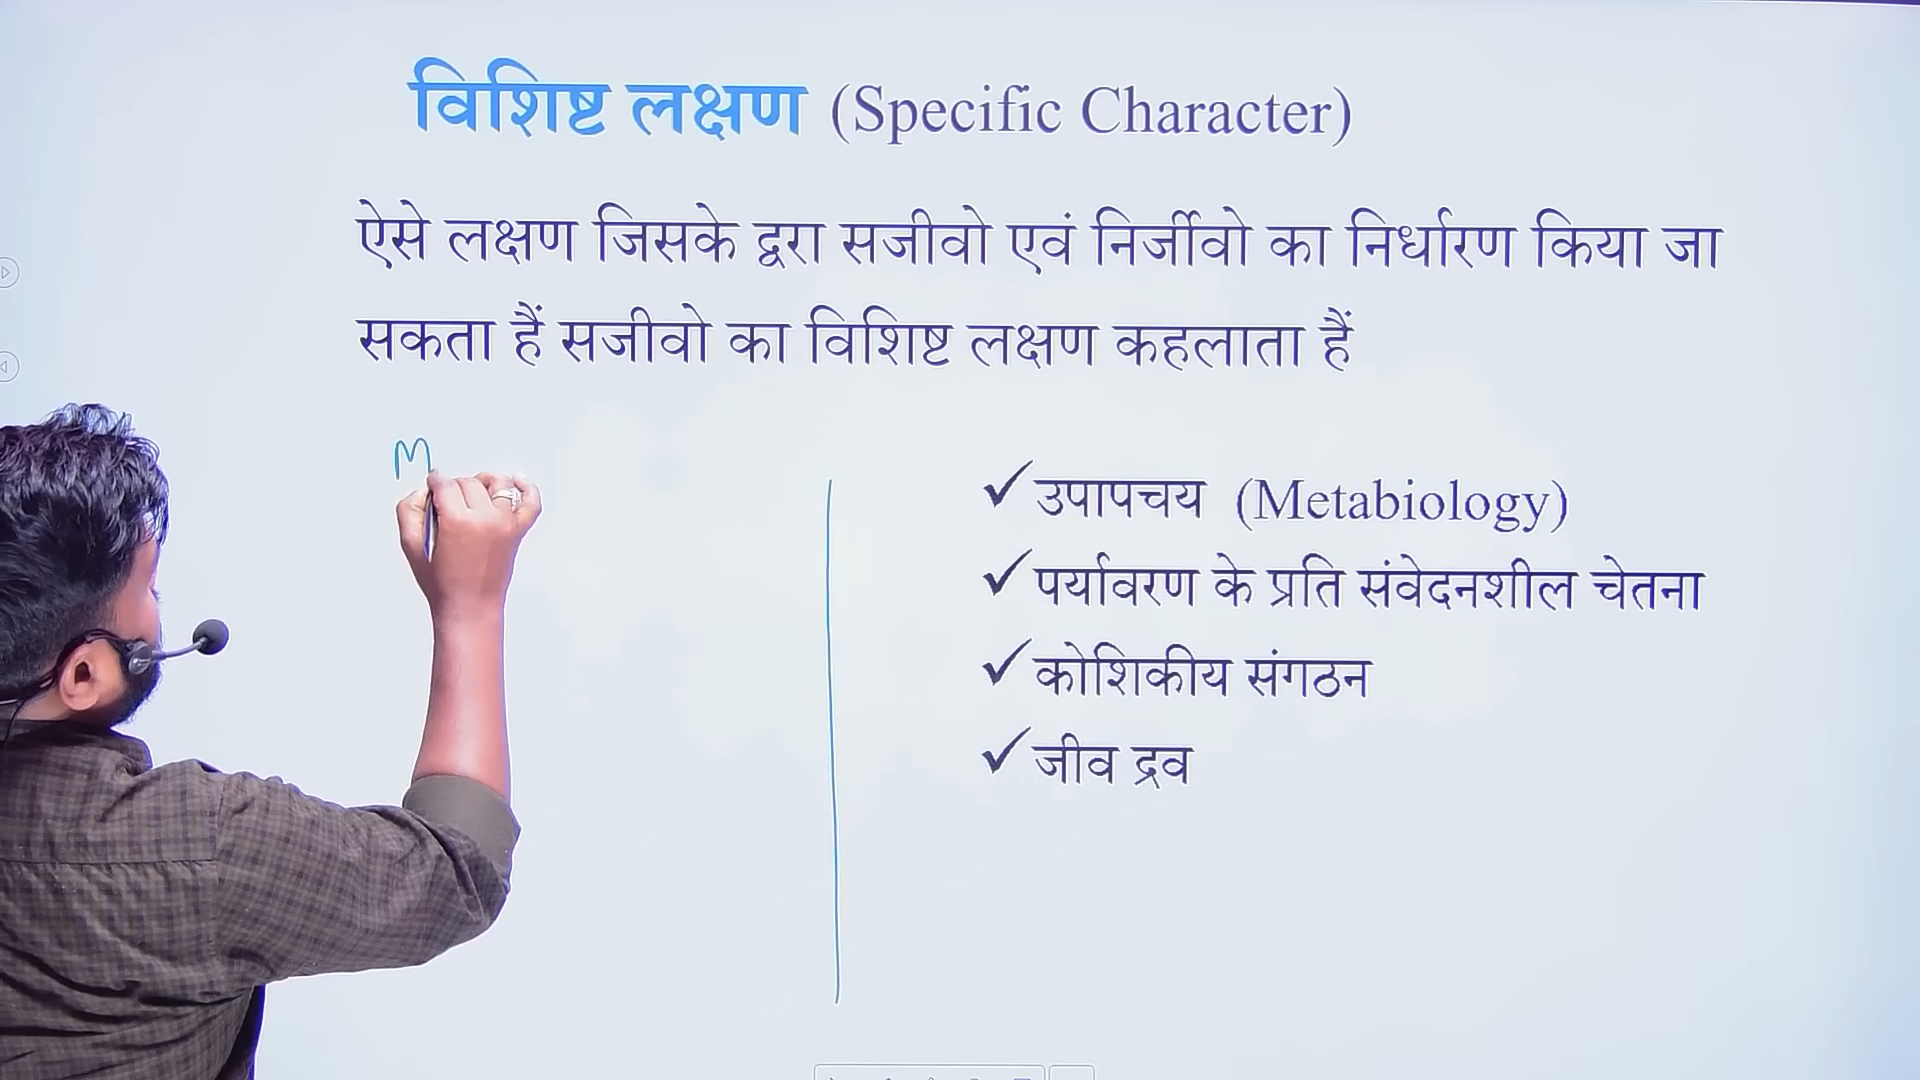 विशिष्ट लक्षण (Specific Character)
ऐसे लक्षण जिसके द्वरा सजीवो एवं निर्जीवो का निर्धारण किया जा
सकता हैं सजीवो का विशिष्ट लक्षण कहलाता हैं
M
✓ उपापचय (Metabiology)
✓ पर्यावरण के प्रति संवेदनशील चेतना
✓ कोशिकीय संगठन
✓ जीव द्रव